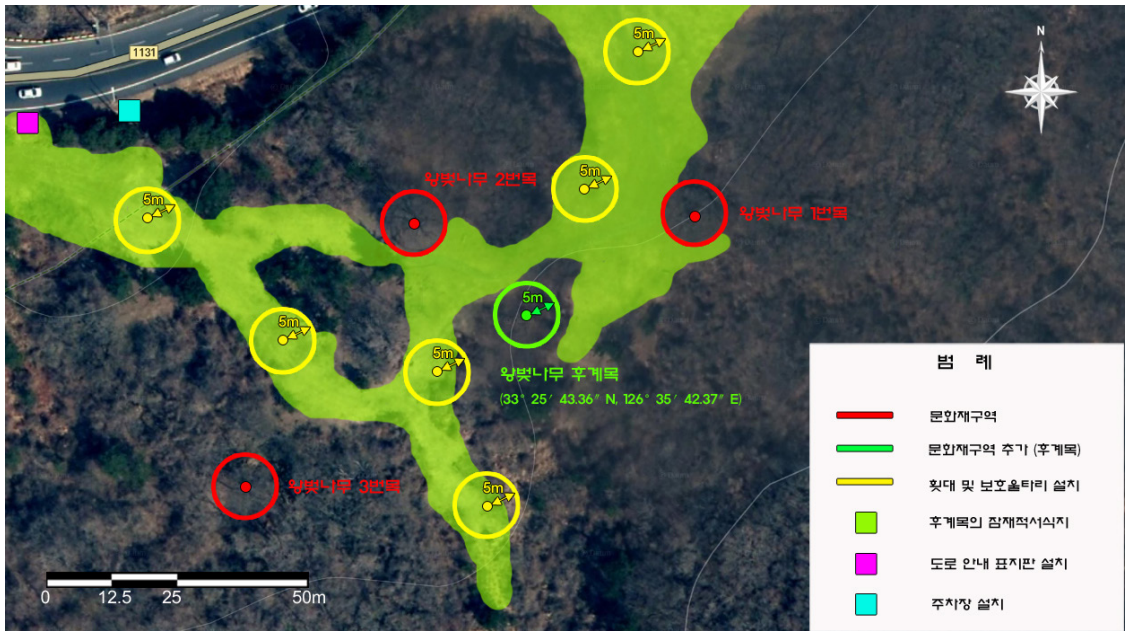 1131
N
5m
5m
5m
왕벚나무 2번목
왕벚나무 1번목
5m
5m
5m
왕벚나무 후계목
(33° 25′ 43.36″ N, 126° 35′ 42.37″ E)
왕벚나무 3번목
5m
0 12.5 25 50m
범 례
문화재구역
문화재구역 추가 (후계목)
횟대 및 보호울타리 설치
후계목의 잠재적서식지
도로 안내 표지판 설치
주차장 설치